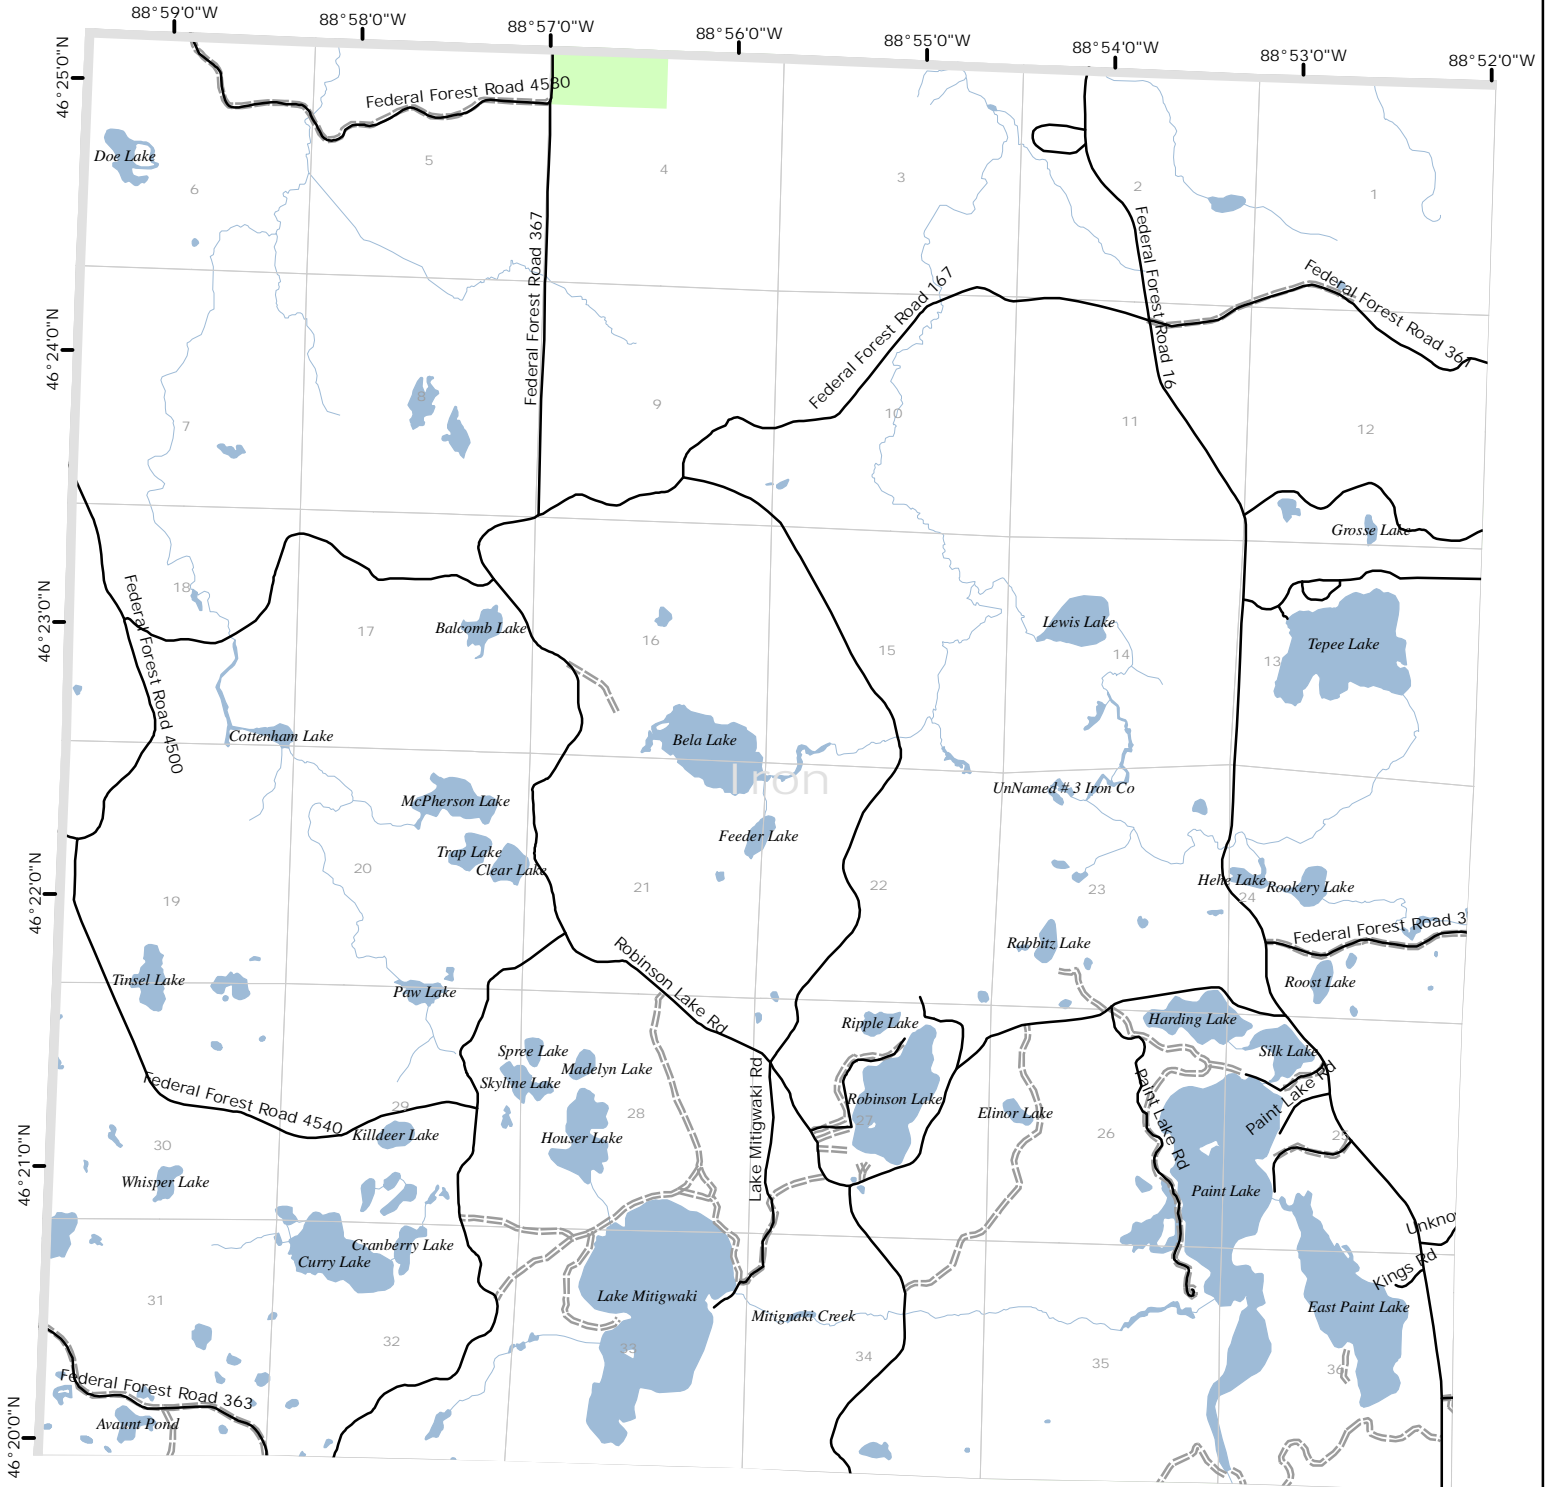 88°59'0"W
88°58'0"W
88°57'0"W
88°56'0"W
88°55'0"W
88°54'0"W
88°53'0"W
88°52'0"W
46°25'0"N
Federal Forest Road 4580
Doe Lake
6
5
4
3
2
1
Federal Forest Road 367
Federal Forest Road 16
Federal Forest Road 167
Federal Forest Road 367
46°24'0"N
7
8
9
10
11
12
Grosse Lake
46°23'0"N
18
Federal Forest Road 4500
17
Balcomb Lake
16
15
Lewis Lake
14
13
Tepee Lake
Cottenham Lake
Bela Lake
Iron
UnNamed # 3 Iron Co
McPherson Lake
Feeder Lake
Trap Lake
Clear Lake
46°22'0"N
19
20
21
22
23
24
Hehe Lake
Rookery Lake
Federal Forest Road 3
Rabbitz Lake
Robinson Lake Rd
Tinsel Lake
Paw Lake
Roost Lake
Ripple Lake
Harding Lake
Silk Lake
Spree Lake
Madelyn Lake
Skyline Lake
Lake Mitigwaki Rd
Paint Lake Rd
Paint Lake Rd
Federal Forest Road 4540
29
28
27
26
25
Robinson Lake
Elinor Lake
Killdeer Lake
Houser Lake
46°21'0"N
30
Whisper Lake
Paint Lake
Cranberry Lake
Curry Lake
Unkno
Kings Rd
31
32
33
34
35
36
Lake Mitigwaki
Mitignaki Creek
East Paint Lake
Federal Forest Road 363
Avaunt Pond
46°20'0"N